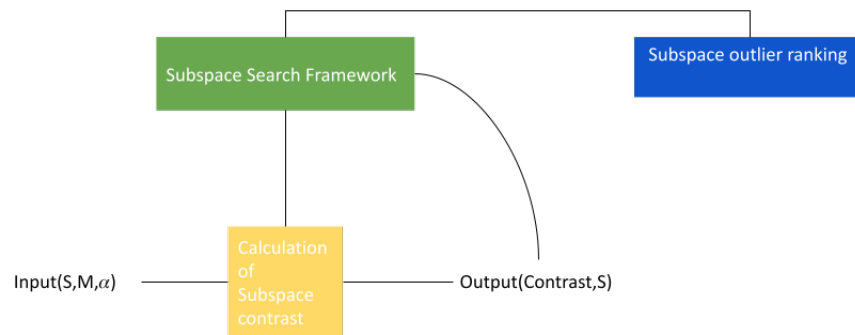 Subspace Search Framework
Subspace outlier ranking
Calculation
of
Subspace
contrast
Input(S,M,α)
Output(Contrast,S)